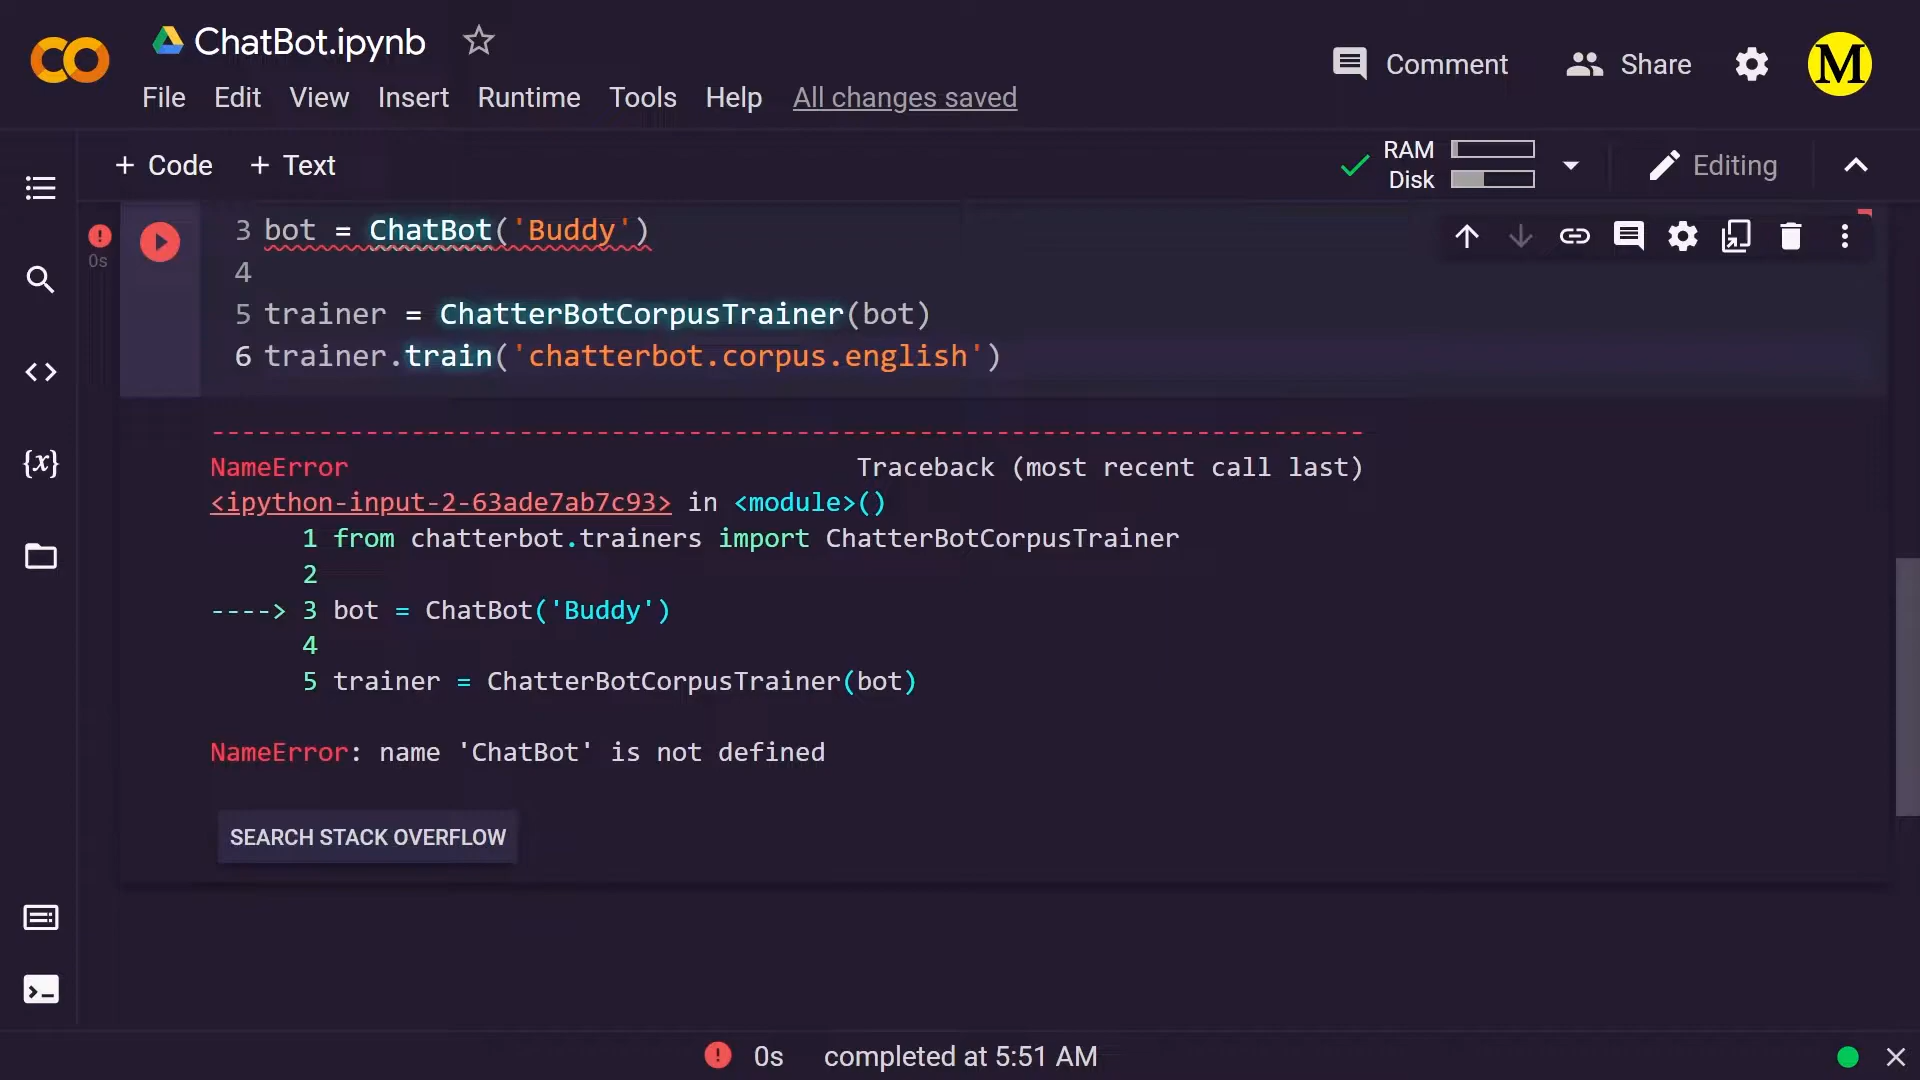 ChatBot.ipynb
File Edit View Insert Runtime Tools Help All changes saved
Comment Share M
+ Code + Text
RAM
Disk
Editing
0s
3 bot = ChatBot('Buddy')
4
5 trainer = ChatterBotCorpusTrainer(bot)
6 trainer.train('chatterbot.corpus.english')
---------------------------------------------------------------------------
NameError Traceback (most recent call last)
<ipython-input-2-63ade7ab7c93> in <module>()
1 from chatterbot.trainers import ChatterBotCorpusTrainer
2
----> 3 bot = ChatBot('Buddy')
4
5 trainer = ChatterBotCorpusTrainer(bot)
NameError: name 'ChatBot' is not defined
SEARCH STACK OVERFLOW
0s completed at 5:51 AM